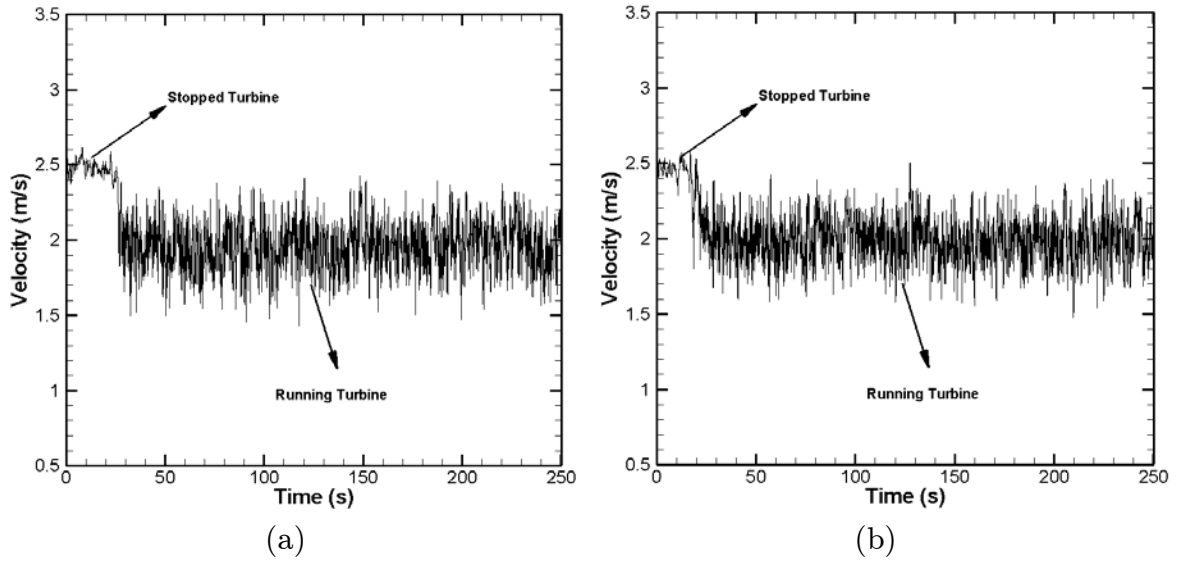 3.5
3
2.5
2
1.5
1
0.5
Velocity (m/s)
Stopped Turbine
Running Turbine
0 50 100 150 200 250
Time (s)
(a)
3.5
3
2.5
2
1.5
1
0.5
Velocity (m/s)
Stopped Turbine
Running Turbine
0 50 100 150 200 250
Time (s)
(b)